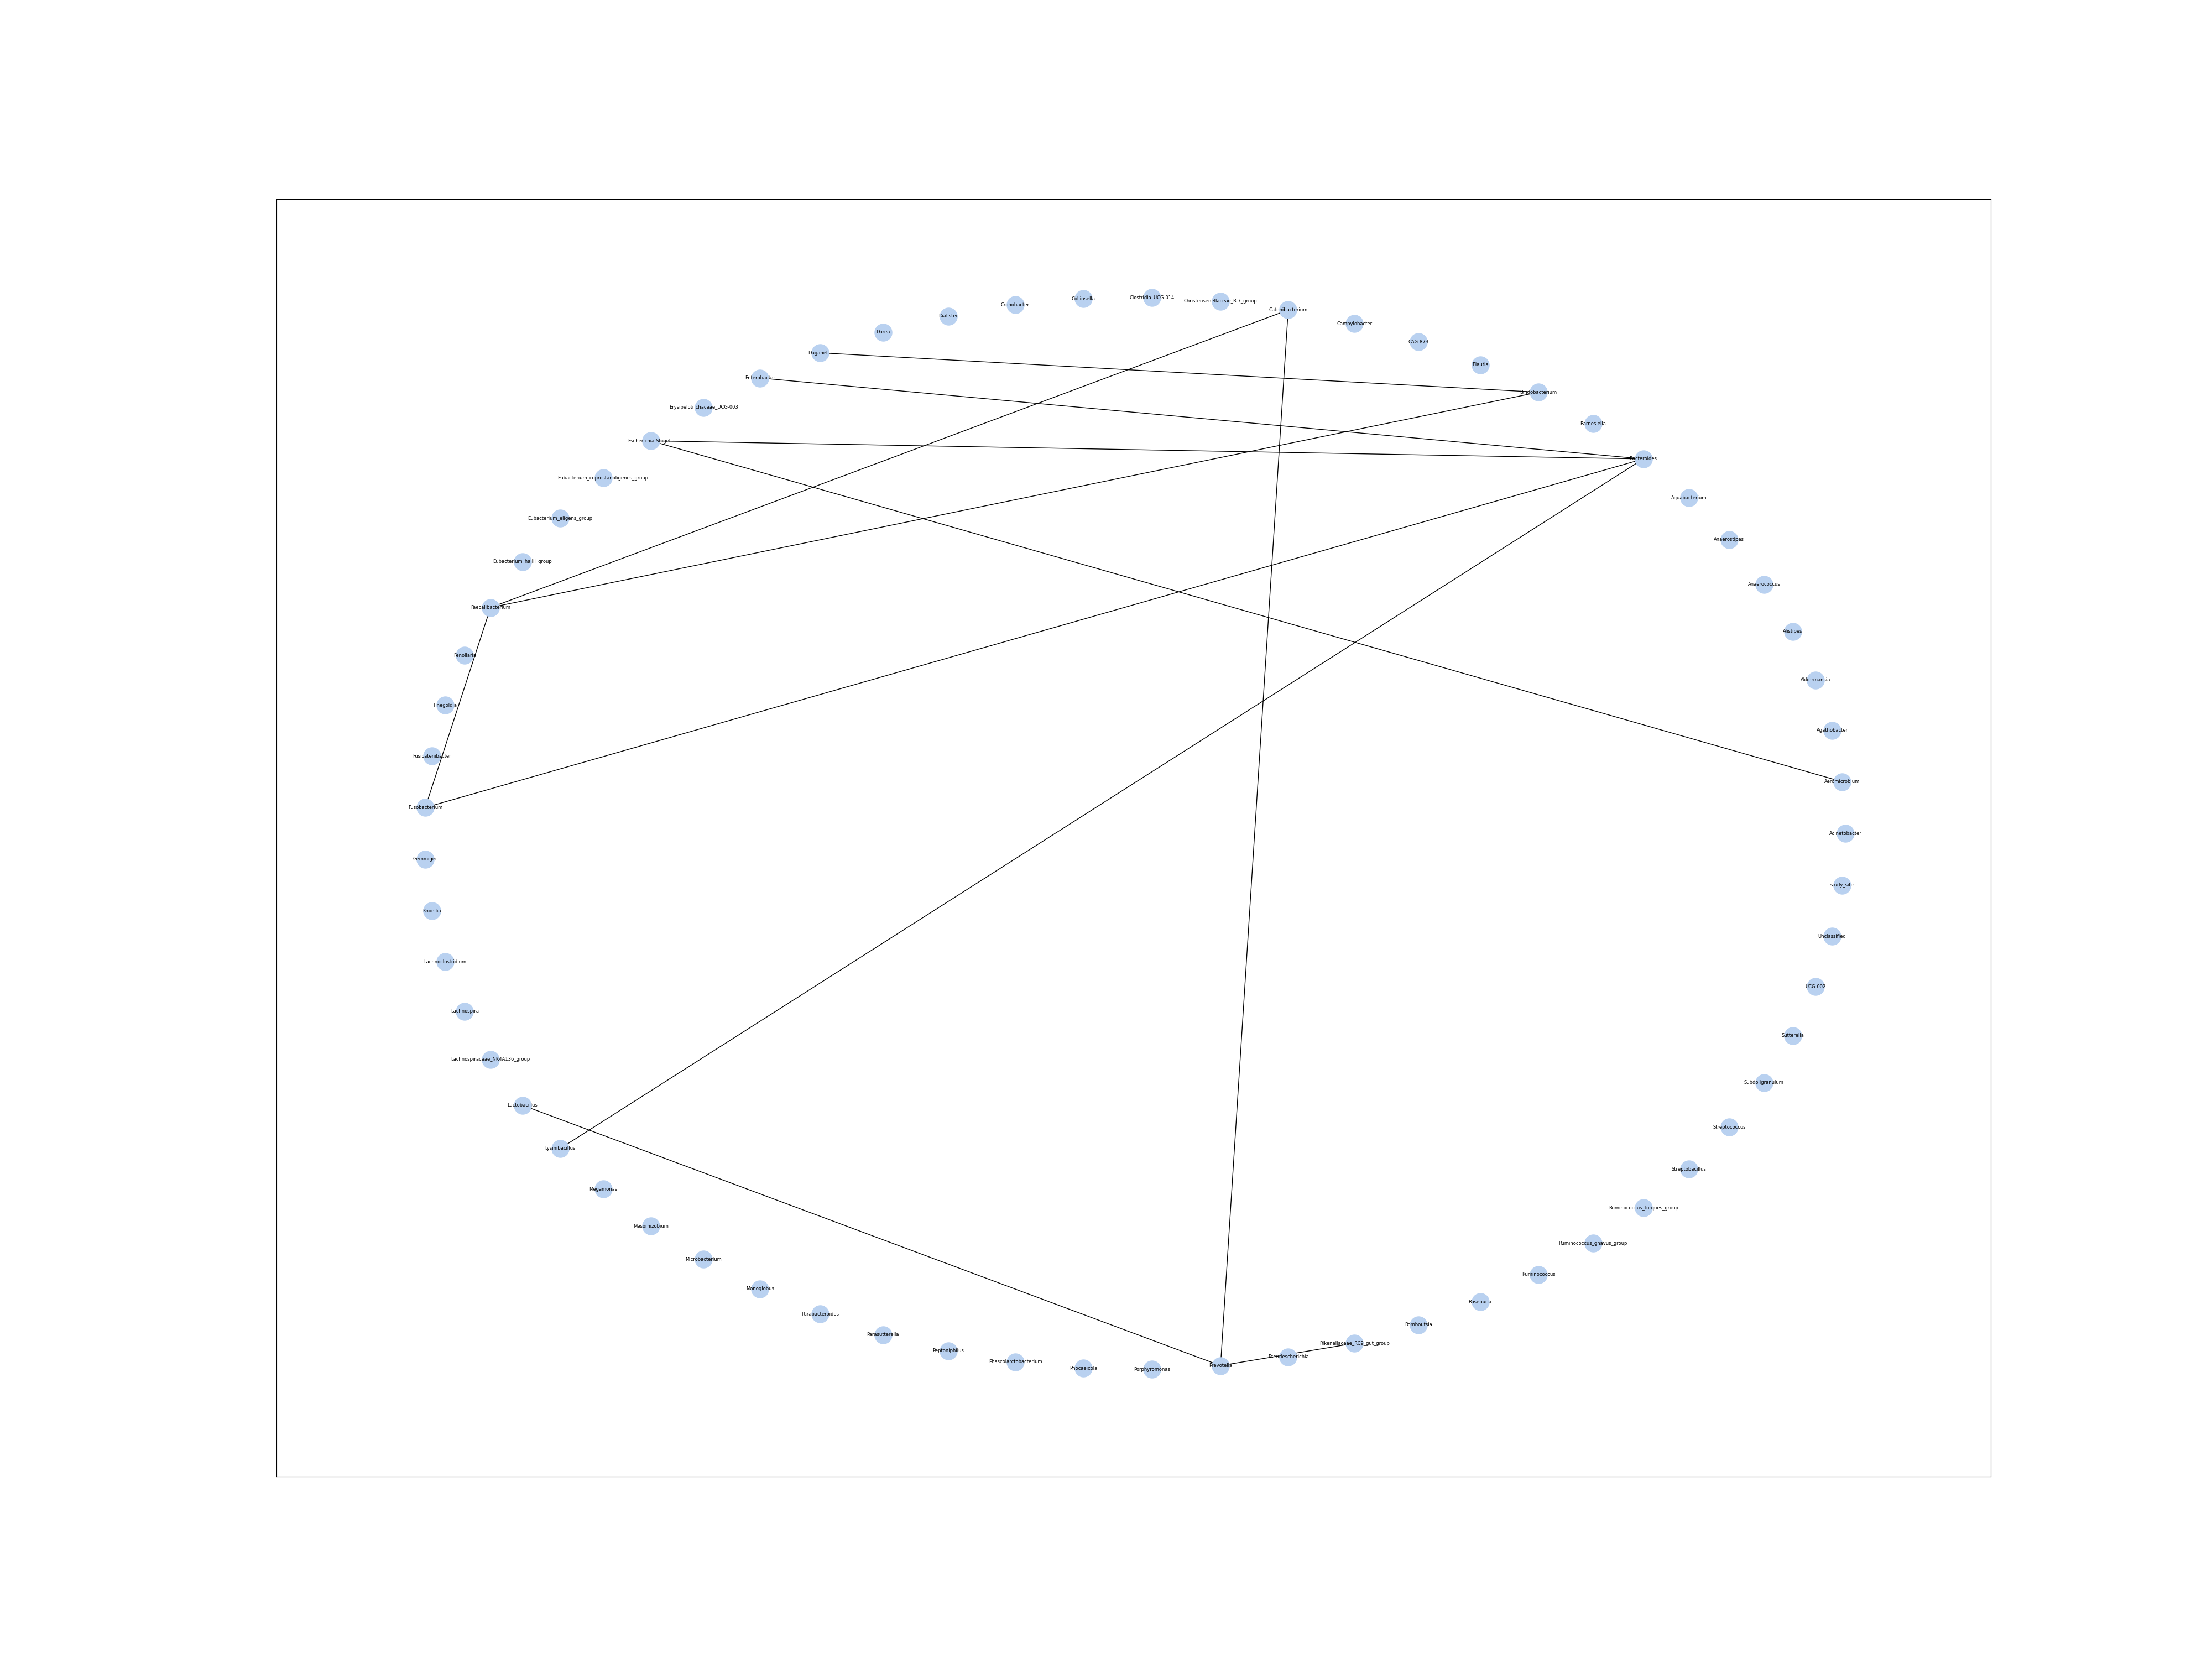 Clostridia_UCG-014
Collinsella
Christensenellaceae_R-7_group
Cronobacter
Catenibacterium
Dialister
Campylobacter
Dorea
CAG-873
Duganella
Blautia
Enterobacter
Bifidobacterium
Erysipelotrichaceae_UCG-003
Barnesiella
Escherichia-Shigella
Bacteroides
Eubacterium_coprostanoligenes_group
Aquabacterium
Eubacterium_eligens_group
Anaerostipes
Eubacterium_hallii_group
Anaerococcus
Faecalibacterium
Alistipes
Fenollaria
Akkermansia
Finegoldia
Agathobacter
Fusicatenibacter
Aeromicrobium
Fusobacterium
Acinetobacter
Gemmiger
study_site
Knoellia
Unclassified
Lachnoclostridium
UCG-002
Lachnospira
Sutterella
Lachnospiraceae_NK4A136_group
Subdoligranulum
Lactobacillus
Streptococcus
Lysinibacillus
Streptobacillus
Megamonas
Ruminococcus_torques_group
Mesorhizobium
Ruminococcus_gnavus_group
Microbacterium
Ruminococcus
Monoglobus
Roseburia
Parabacteroides
Romboutsia
Parasutterella
Rikenellaceae_RC9_gut_group
Peptoniphilus
Pseudescherichia
Phascolarctobacterium
Prevotella
Phocaeicola
Porphyromonas